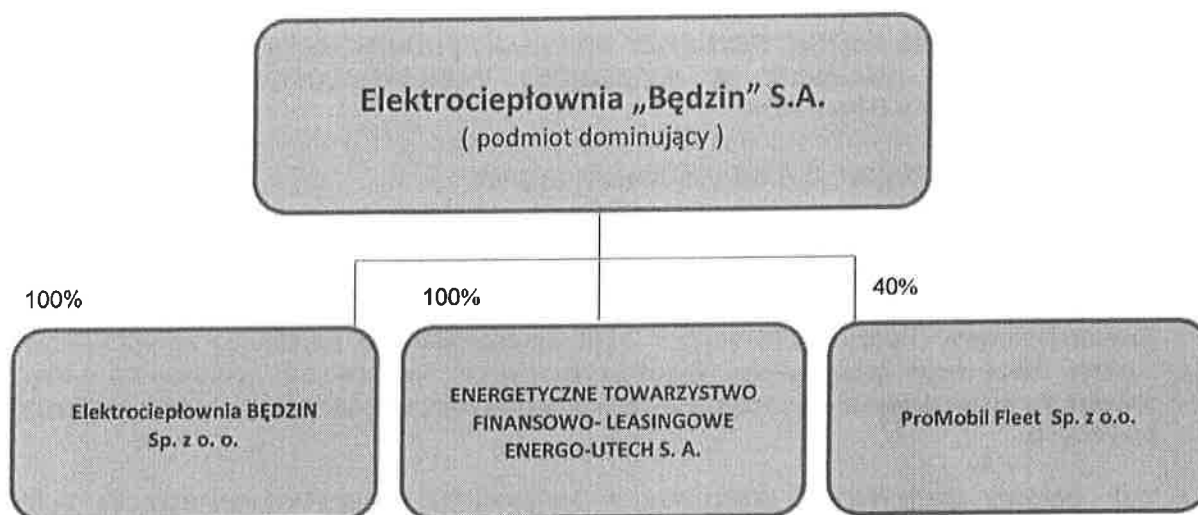 Elektrociepłownia „Będzin” S.A.
( podmiot dominujący )
100%
100%
40%
Elektrociepłownia BĘDZIN
Sp. z o. o.
ENERGETYCZNE TOWARZYSTWO
FINANSOWO- LEASINGOWE
ENERGO-UTECH S. A.
ProMobil Fleet Sp. z o.o.